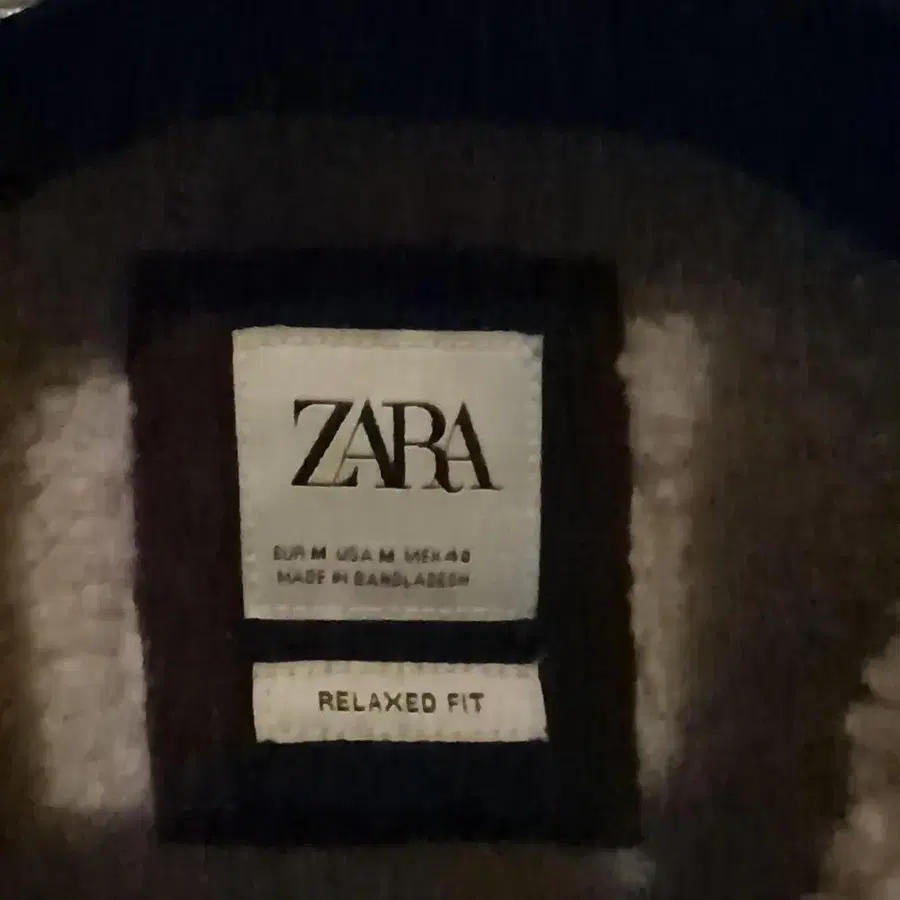 ZARA
EUR M USA M MEX 40
MADE IN BANGLADESH
RELAXED FIT